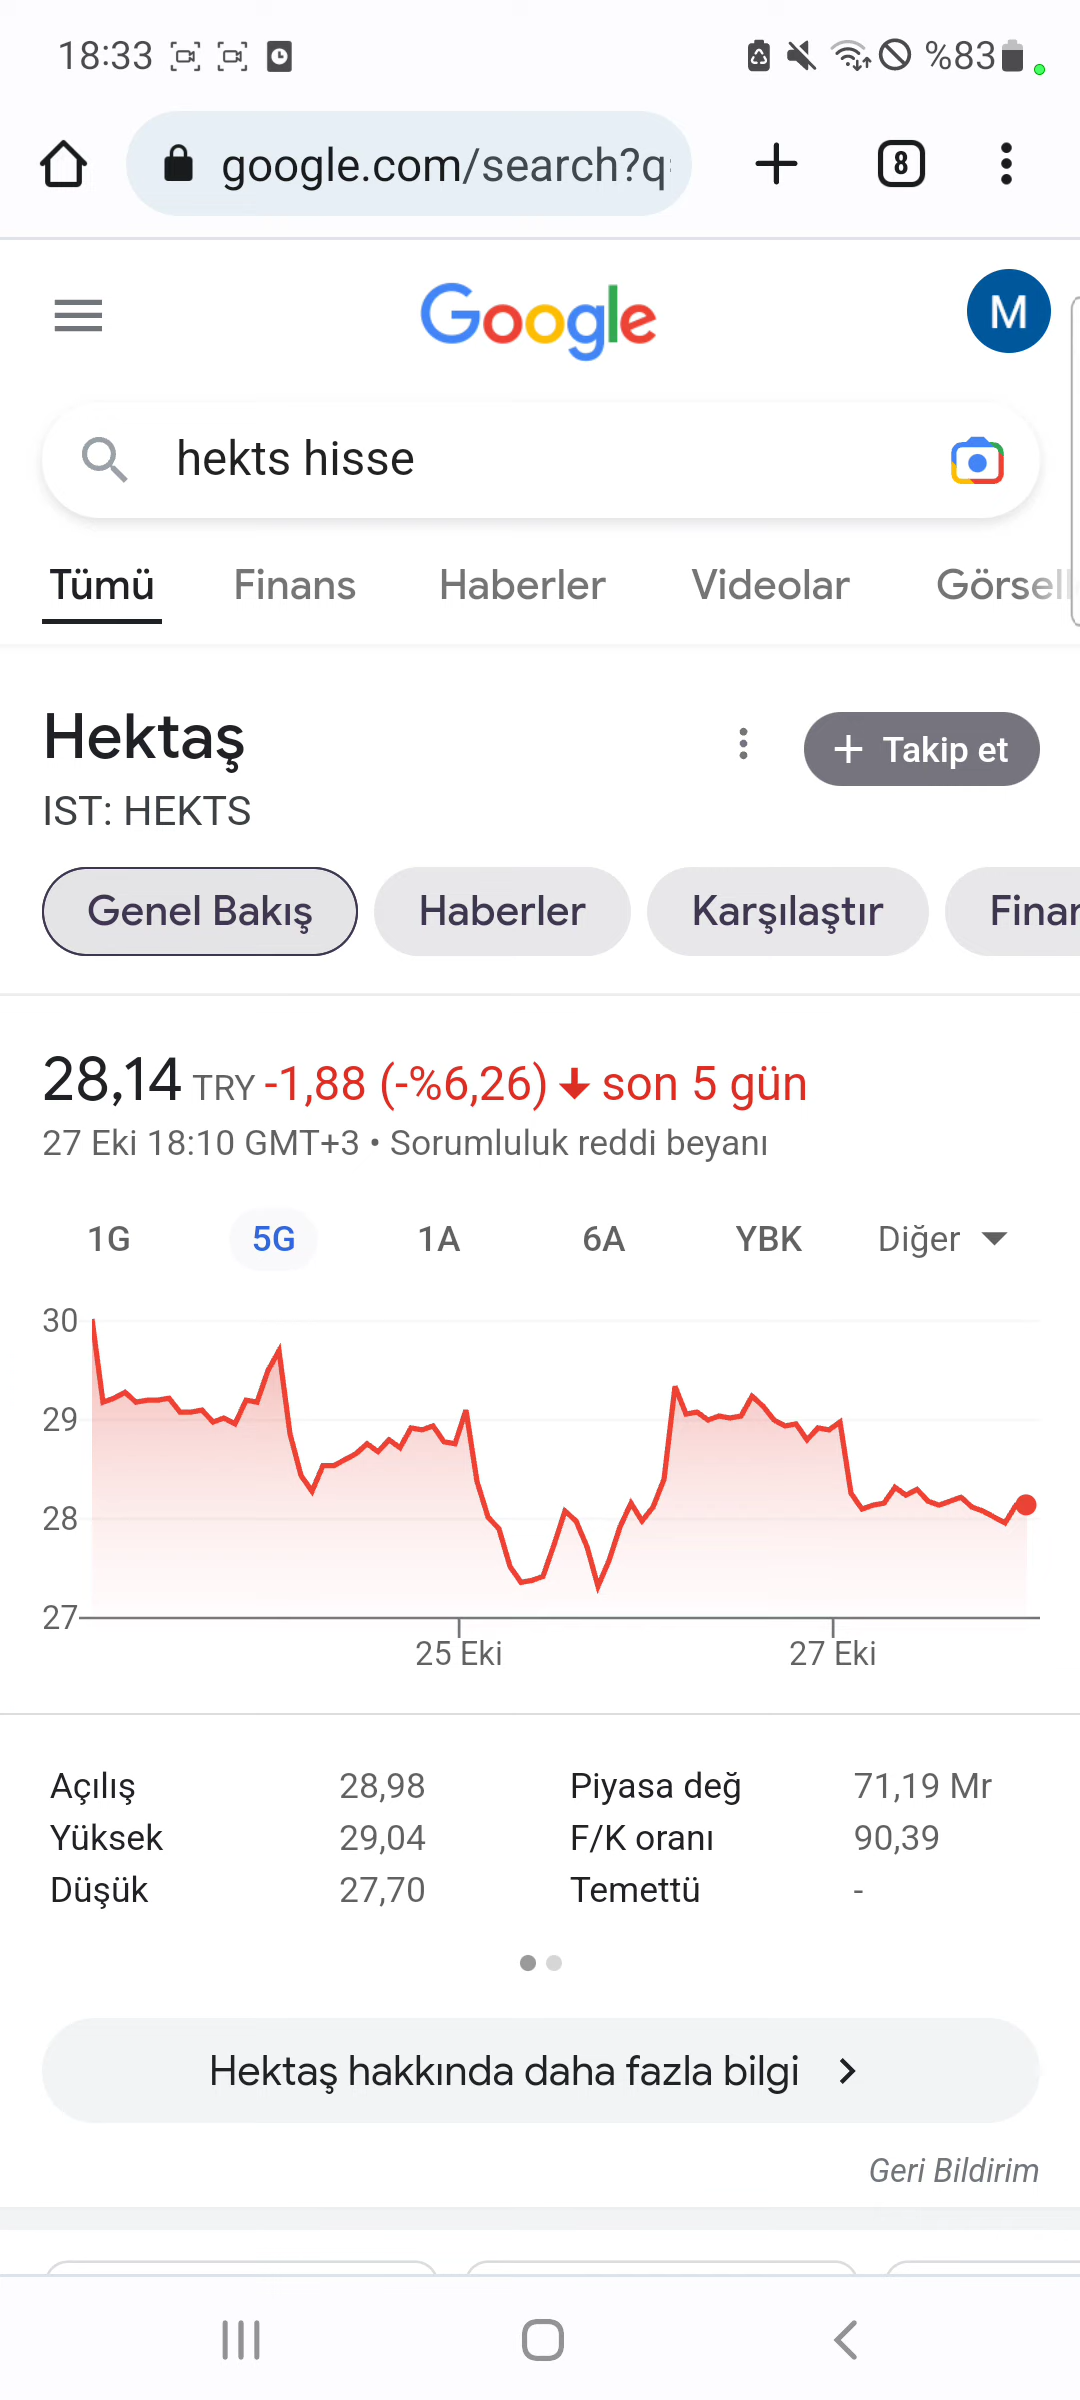 18:33 %83
google.com/search?q
8
Google
M
hekts hisse
Tümü Finans Haberler Videolar Görsell
Hektaş
+ Takip et
IST: HEKTS
Genel Bakış Haberler Karşılaştır Finan
28,14 TRY -1,88 (-%6,26) son 5 gün
27 Eki 18:10 GMT+3 • Sorumluluk reddi beyanı
1G 5G 1A 6A YBK Diğer
30
29
28
27
25 Eki 27 Eki
Açılış 28,98 Piyasa değ 71,19 Mr
Yüksek 29,04 F/K oranı 90,39
Düşük 27,70 Temettü -
Hektaş hakkında daha fazla bilgi
Geri Bildirim